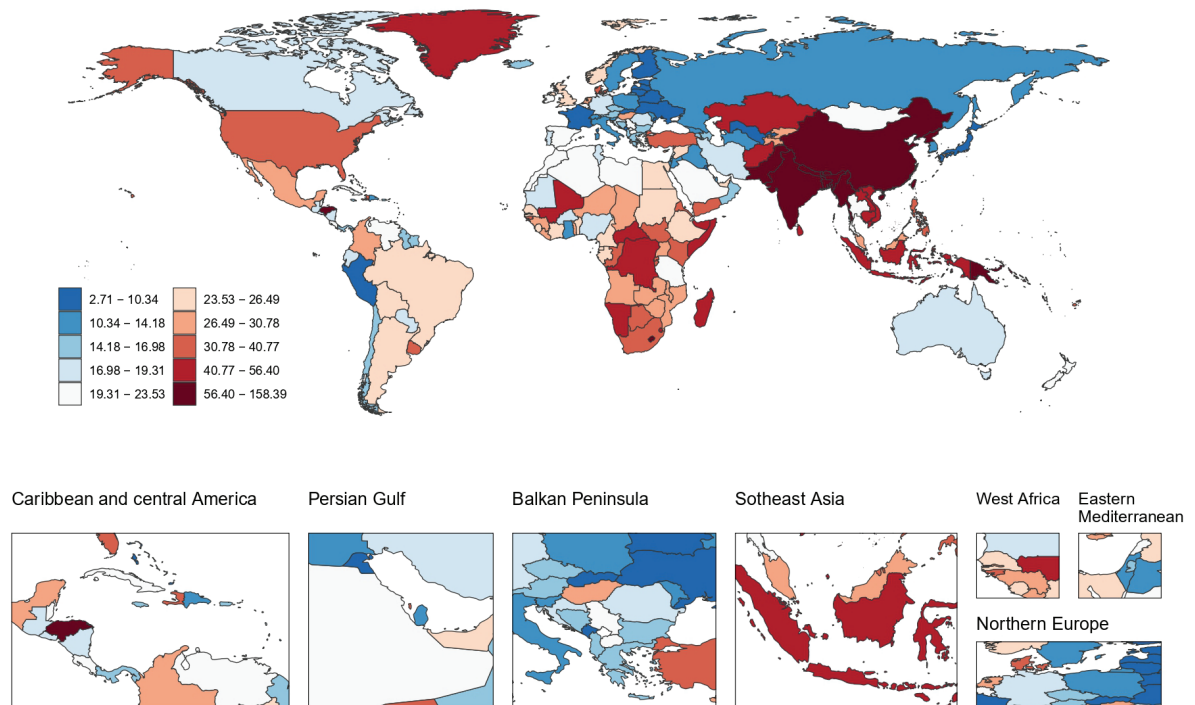 2.71 – 10.34
10.34 – 14.18
14.18 – 16.98
16.98 – 19.31
19.31 – 23.53
23.53 – 26.49
26.49 – 30.78
30.78 – 40.77
40.77 – 56.40
56.40 – 158.39
Caribbean and central America
Persian Gulf
Balkan Peninsula
Sotheast Asia
West Africa
Eastern
Mediterranean
Northern Europe